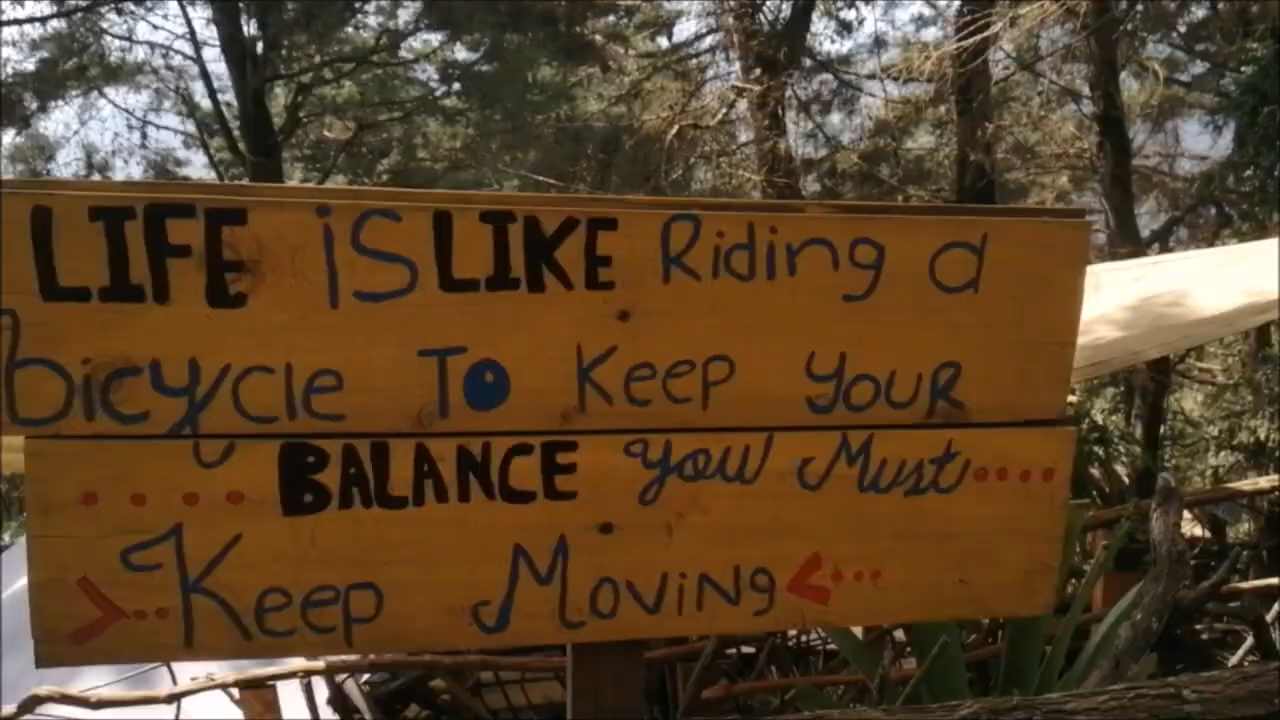 LIFE iS LIKE Riding a
bicycle To Keep YOUR
.... BALANCE you Must....
>..Keep Moving<...